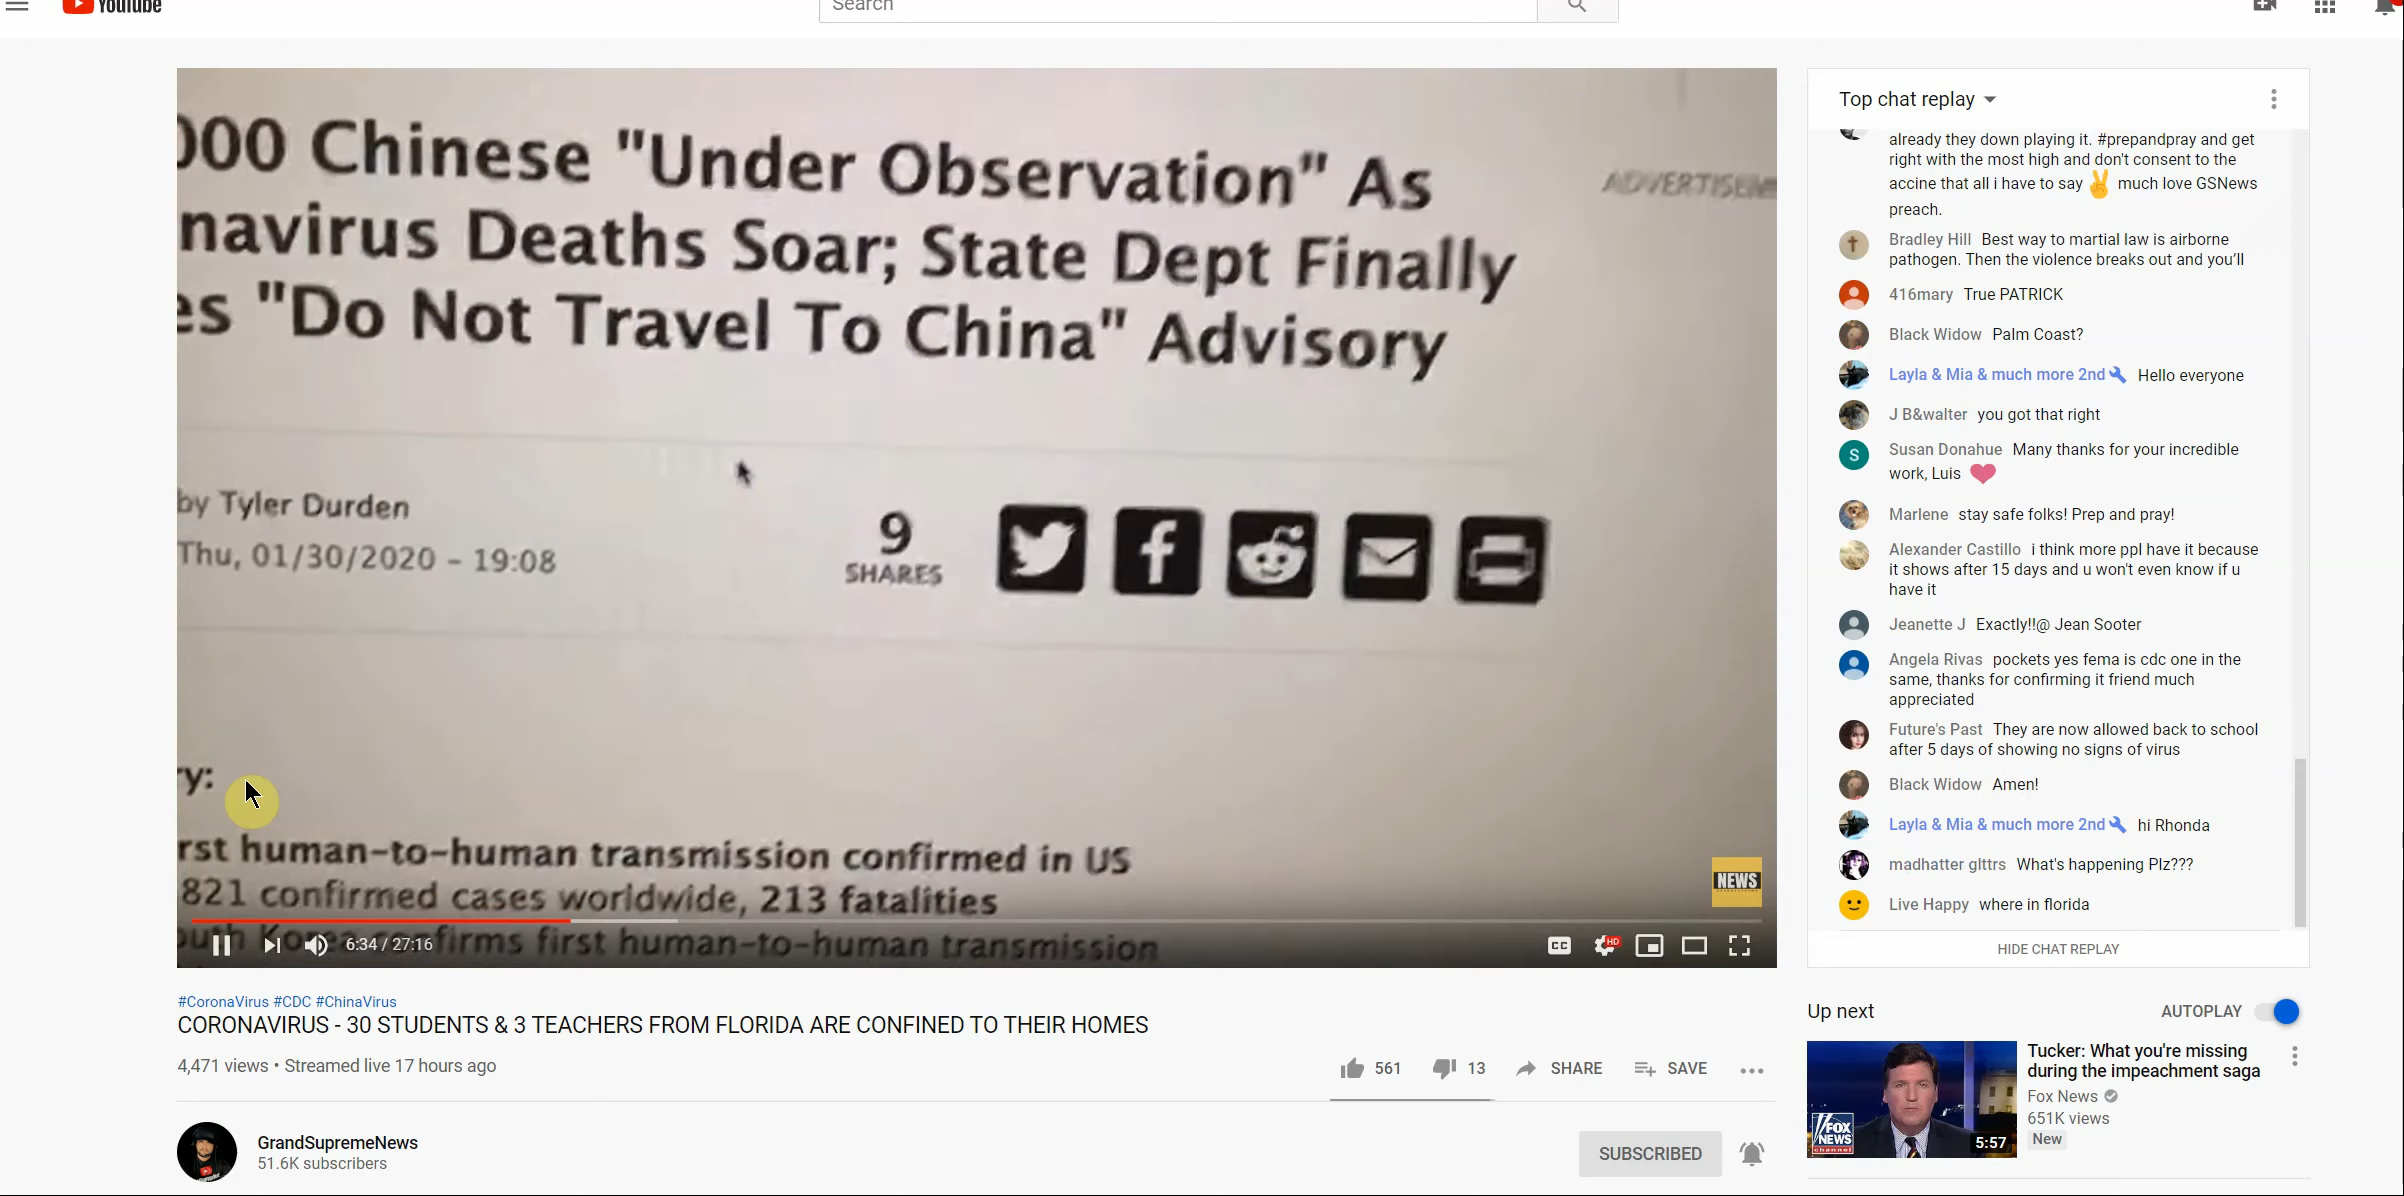 YouTube
Search
000 Chinese "Under Observation" As
navirus Deaths Soar; State Dept Finally
es "Do Not Travel To China" Advisory
by Tyler Durden
Thu, 01/30/2020 - 19:08
9
SHARES
ry:
rst human-to-human transmission confirmed in US
821 confirmed cases worldwide, 213 fatalities
firms first human-to-human transmission
NEWS
6:34 / 27:16
CC
HD
#CoronaVirus #CDC #ChinaVirus
CORONAVIRUS - 30 STUDENTS & 3 TEACHERS FROM FLORIDA ARE CONFINED TO THEIR HOMES
4,471 views • Streamed live 17 hours ago
561
13
SHARE
SAVE
GrandSupremeNews
51.6K subscribers
SUBSCRIBED
Top chat replay
already they down playing it. #prepandpray and get
right with the most high and don't consent to the
accine that all i have to say ✌ much love GSNews
preach.
Bradley Hill Best way to martial law is airborne
pathogen. Then the violence breaks out and you'll
416mary True PATRICK
Black Widow Palm Coast?
Layla & Mia & much more 2nd Hello everyone
J B&walter you got that right
S
Susan Donahue Many thanks for your incredible
work, Luis
Marlene stay safe folks! Prep and pray!
Alexander Castillo i think more ppl have it because
it shows after 15 days and u won't even know if u
have it
Jeanette J Exactly!!@ Jean Sooter
Angela Rivas pockets yes fema is cdc one in the
same, thanks for confirming it friend much
appreciated
Future's Past They are now allowed back to school
after 5 days of showing no signs of virus
Black Widow Amen!
Layla & Mia & much more 2nd hi Rhonda
madhatter glttrs What's happening Plz???
Live Happy where in florida
HIDE CHAT REPLAY
Up next
AUTOPLAY
FOX
NEWS
channel
5:57
Tucker: What you're missing
during the impeachment saga
Fox News
651K views
New